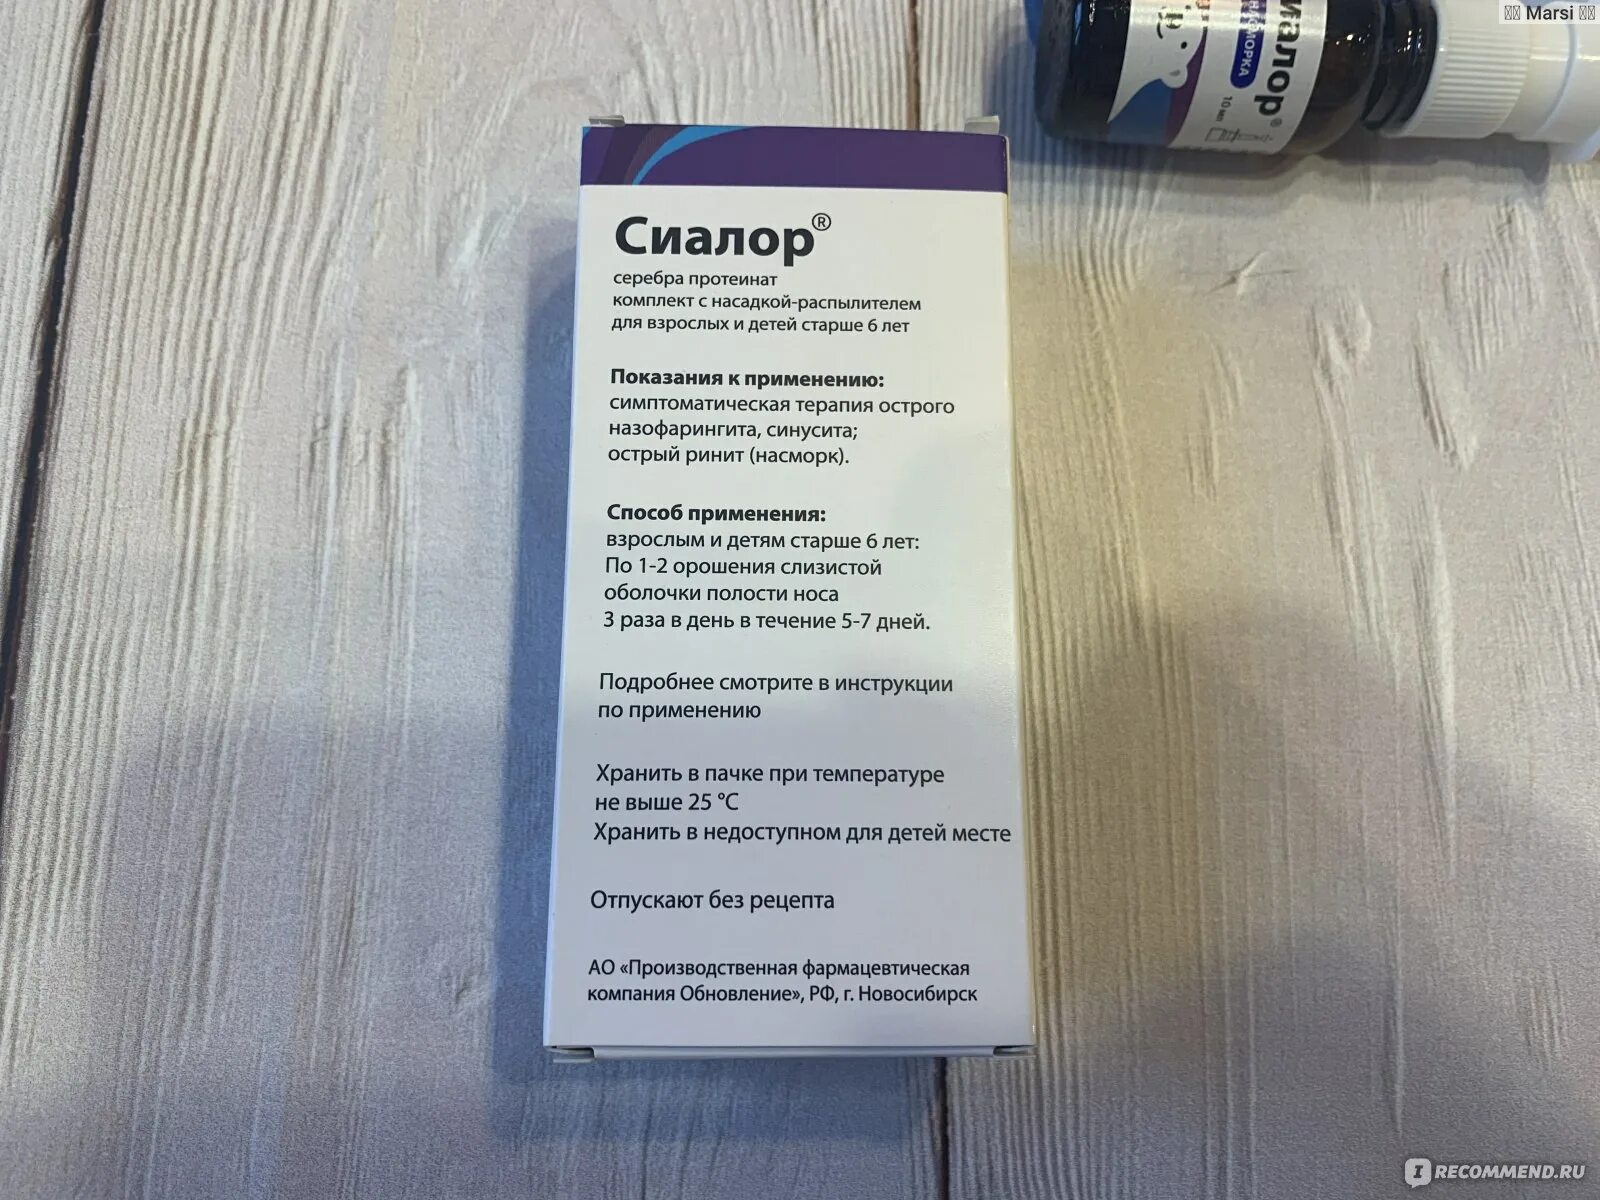 Marsi
иалор®
НАСМОРКА
10 мл
Сиалор®
серебра протеинат
комплект с насадкой-распылителем
для взрослых и детей старше 6 лет
Показания к применению:
симптоматическая терапия острого
назофарингита, синусита;
острый ринит (насморк).
Способ применения:
взрослым и детям старше 6 лет:
По 1-2 орошения слизистой
оболочки полости носа
3 раза в день в течение 5-7 дней.
Подробнее смотрите в инструкции
по применению
Хранить в пачке при температуре
не выше 25 °С
Хранить в недоступном для детей месте
Отпускают без рецепта
АО «Производственная фармацевтическая
компания Обновление», РФ, г. Новосибирск
IRECOMMEND.RU